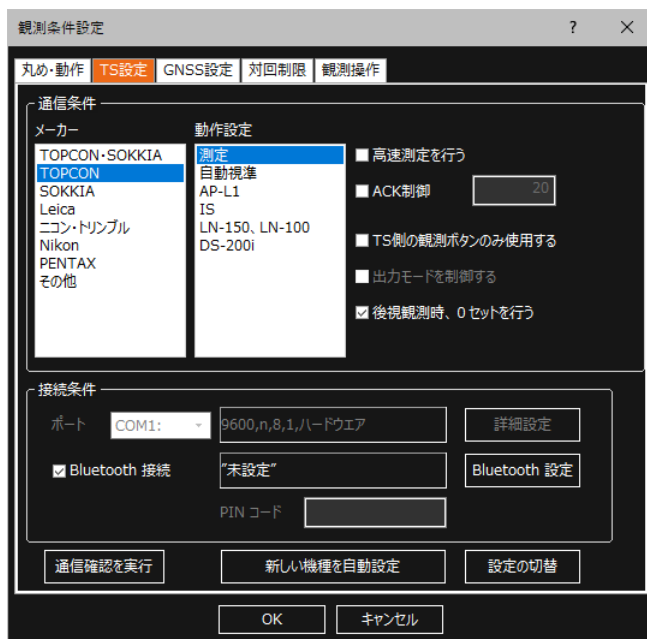 観測条件設定 ?
丸め・動作 TS設定 GNSS設定 対回制限 観測操作
通信条件
メーカー
TOPCON・SOKKIA
TOPCON
SOKKIA
Leica
ニコン・トリンブル
Nikon
PENTAX
その他
動作設定
測定
自動視準
AP-L1
IS
LN-150、LN-100
DS-200i
高速測定を行う
ACK制御 20
TS側の観測ボタンのみ使用する
出力モードを制御する
後視観測時、0セットを行う
接続条件
ポート COM1: 9600,n,8,1,ハードウエア 詳細設定
Bluetooth 接続 "未設定" Bluetooth 設定
PIN コード
通信確認を実行 新しい機種を自動設定 設定の切替
OK キャンセル